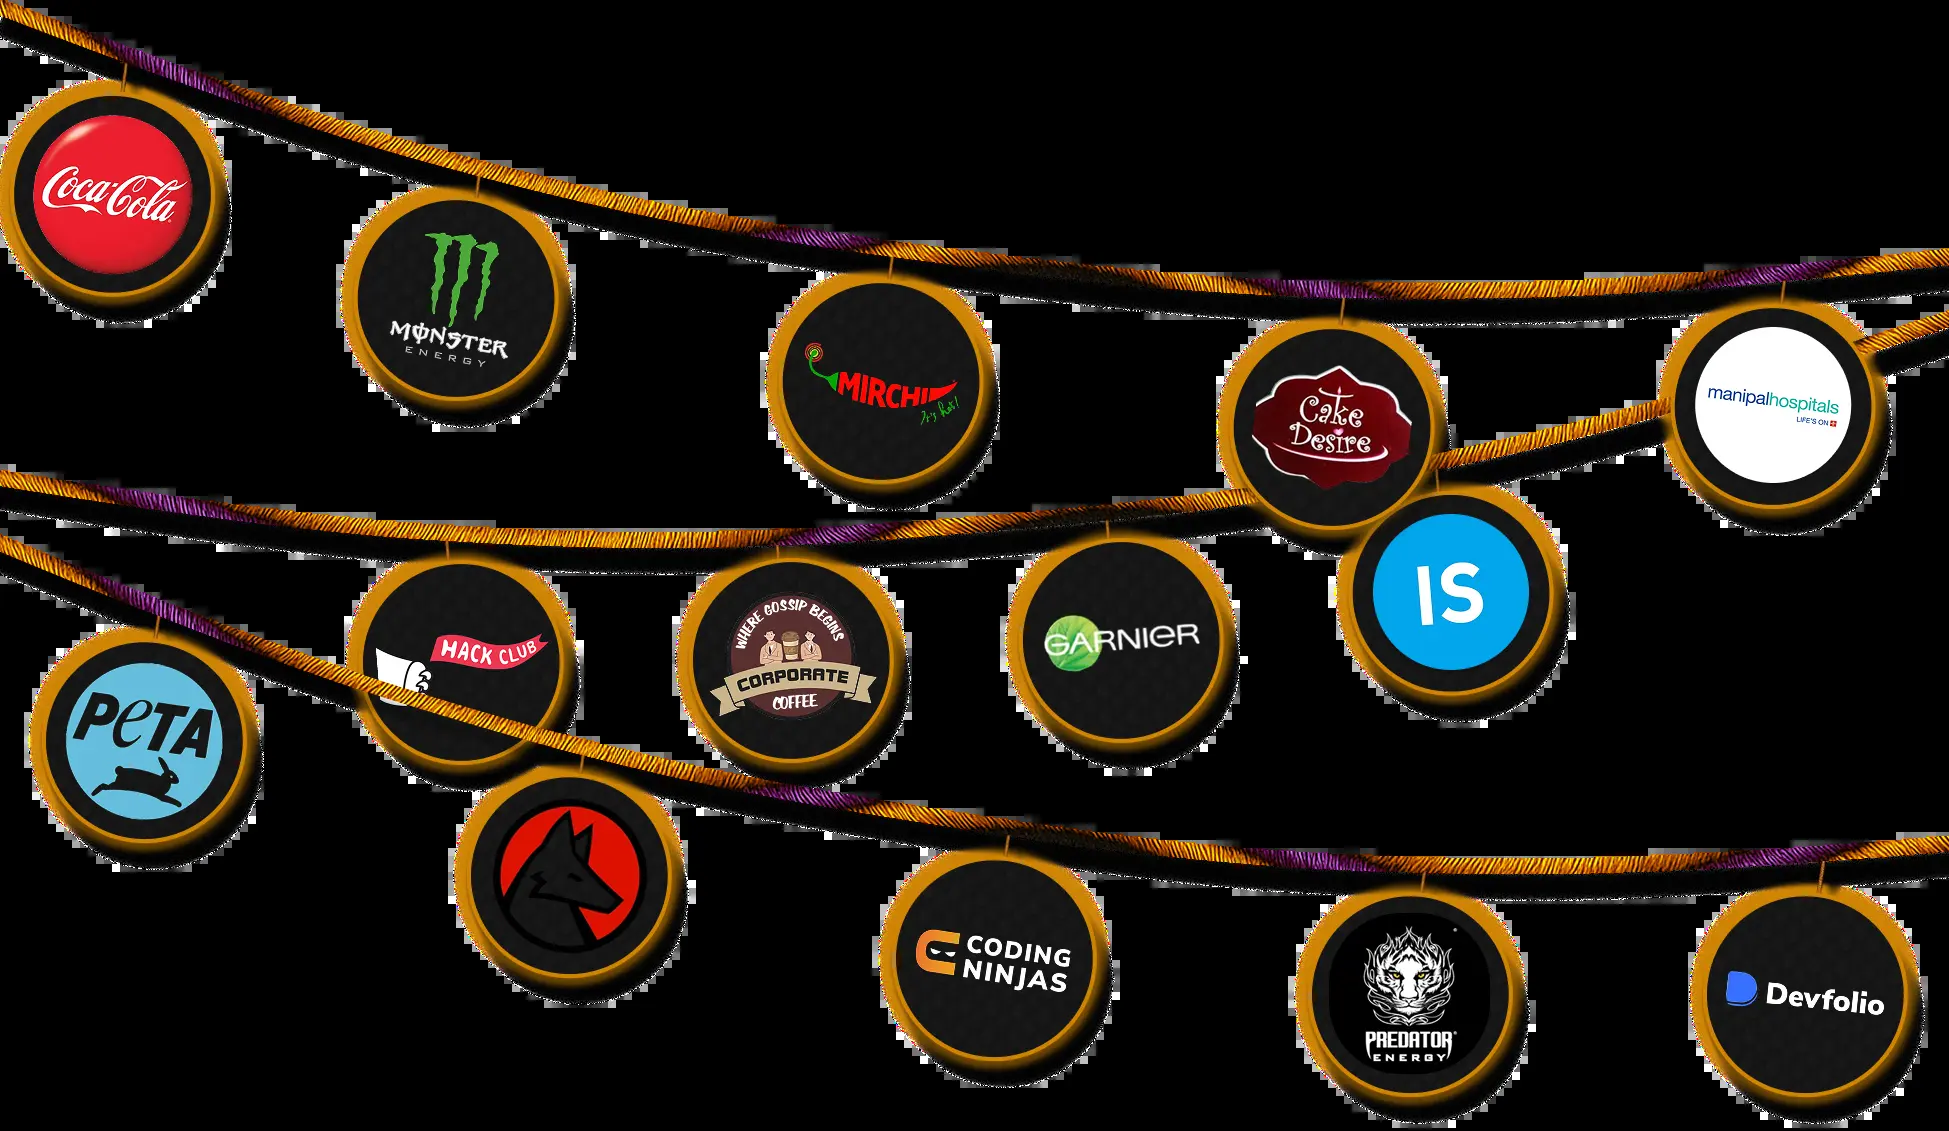 Coca-Cola
MONSTER
ENERGY
MIRCHI
It's hot!
Cake
Desire
manipalhospitals
LIFE'S ON
HACK CLUB
WHERE GOSSIP BEGINS
CORPORATE
COFFEE
GARNIER
IS
PeTA
CODING
NINJAS
PREDATOR
ENERGY
Devfolio